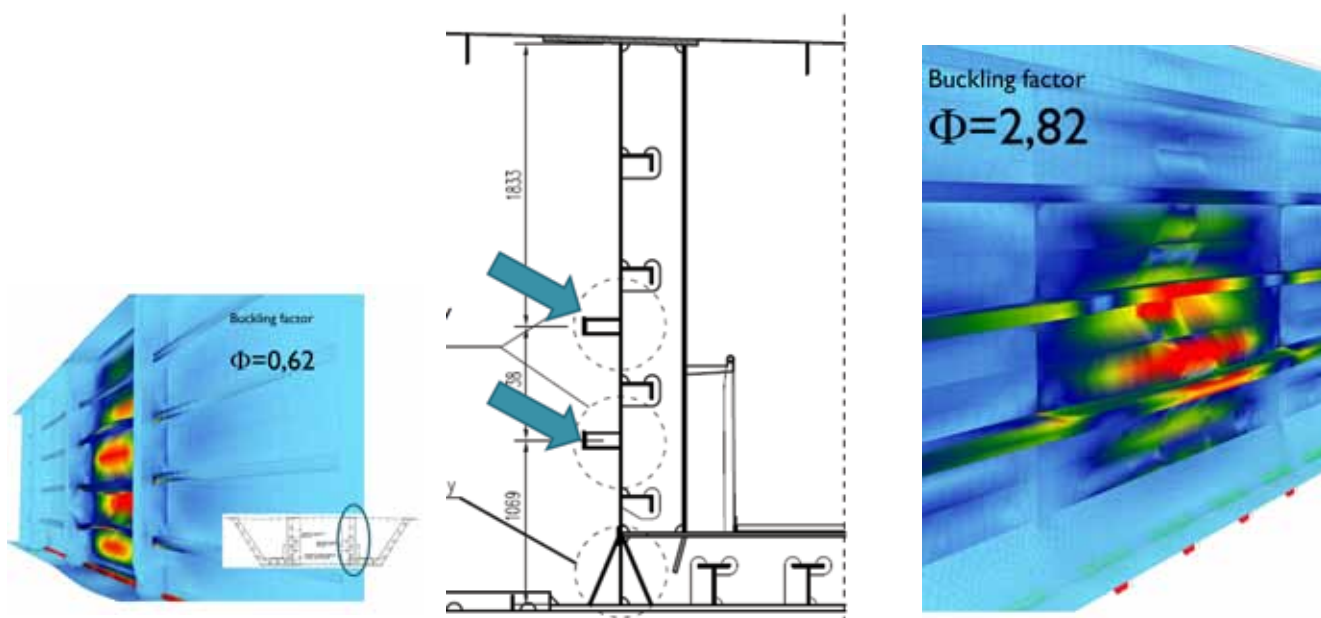 Buckling factor
Φ=0,62
1833
38
1069
y
Buckling factor
Φ=2,82